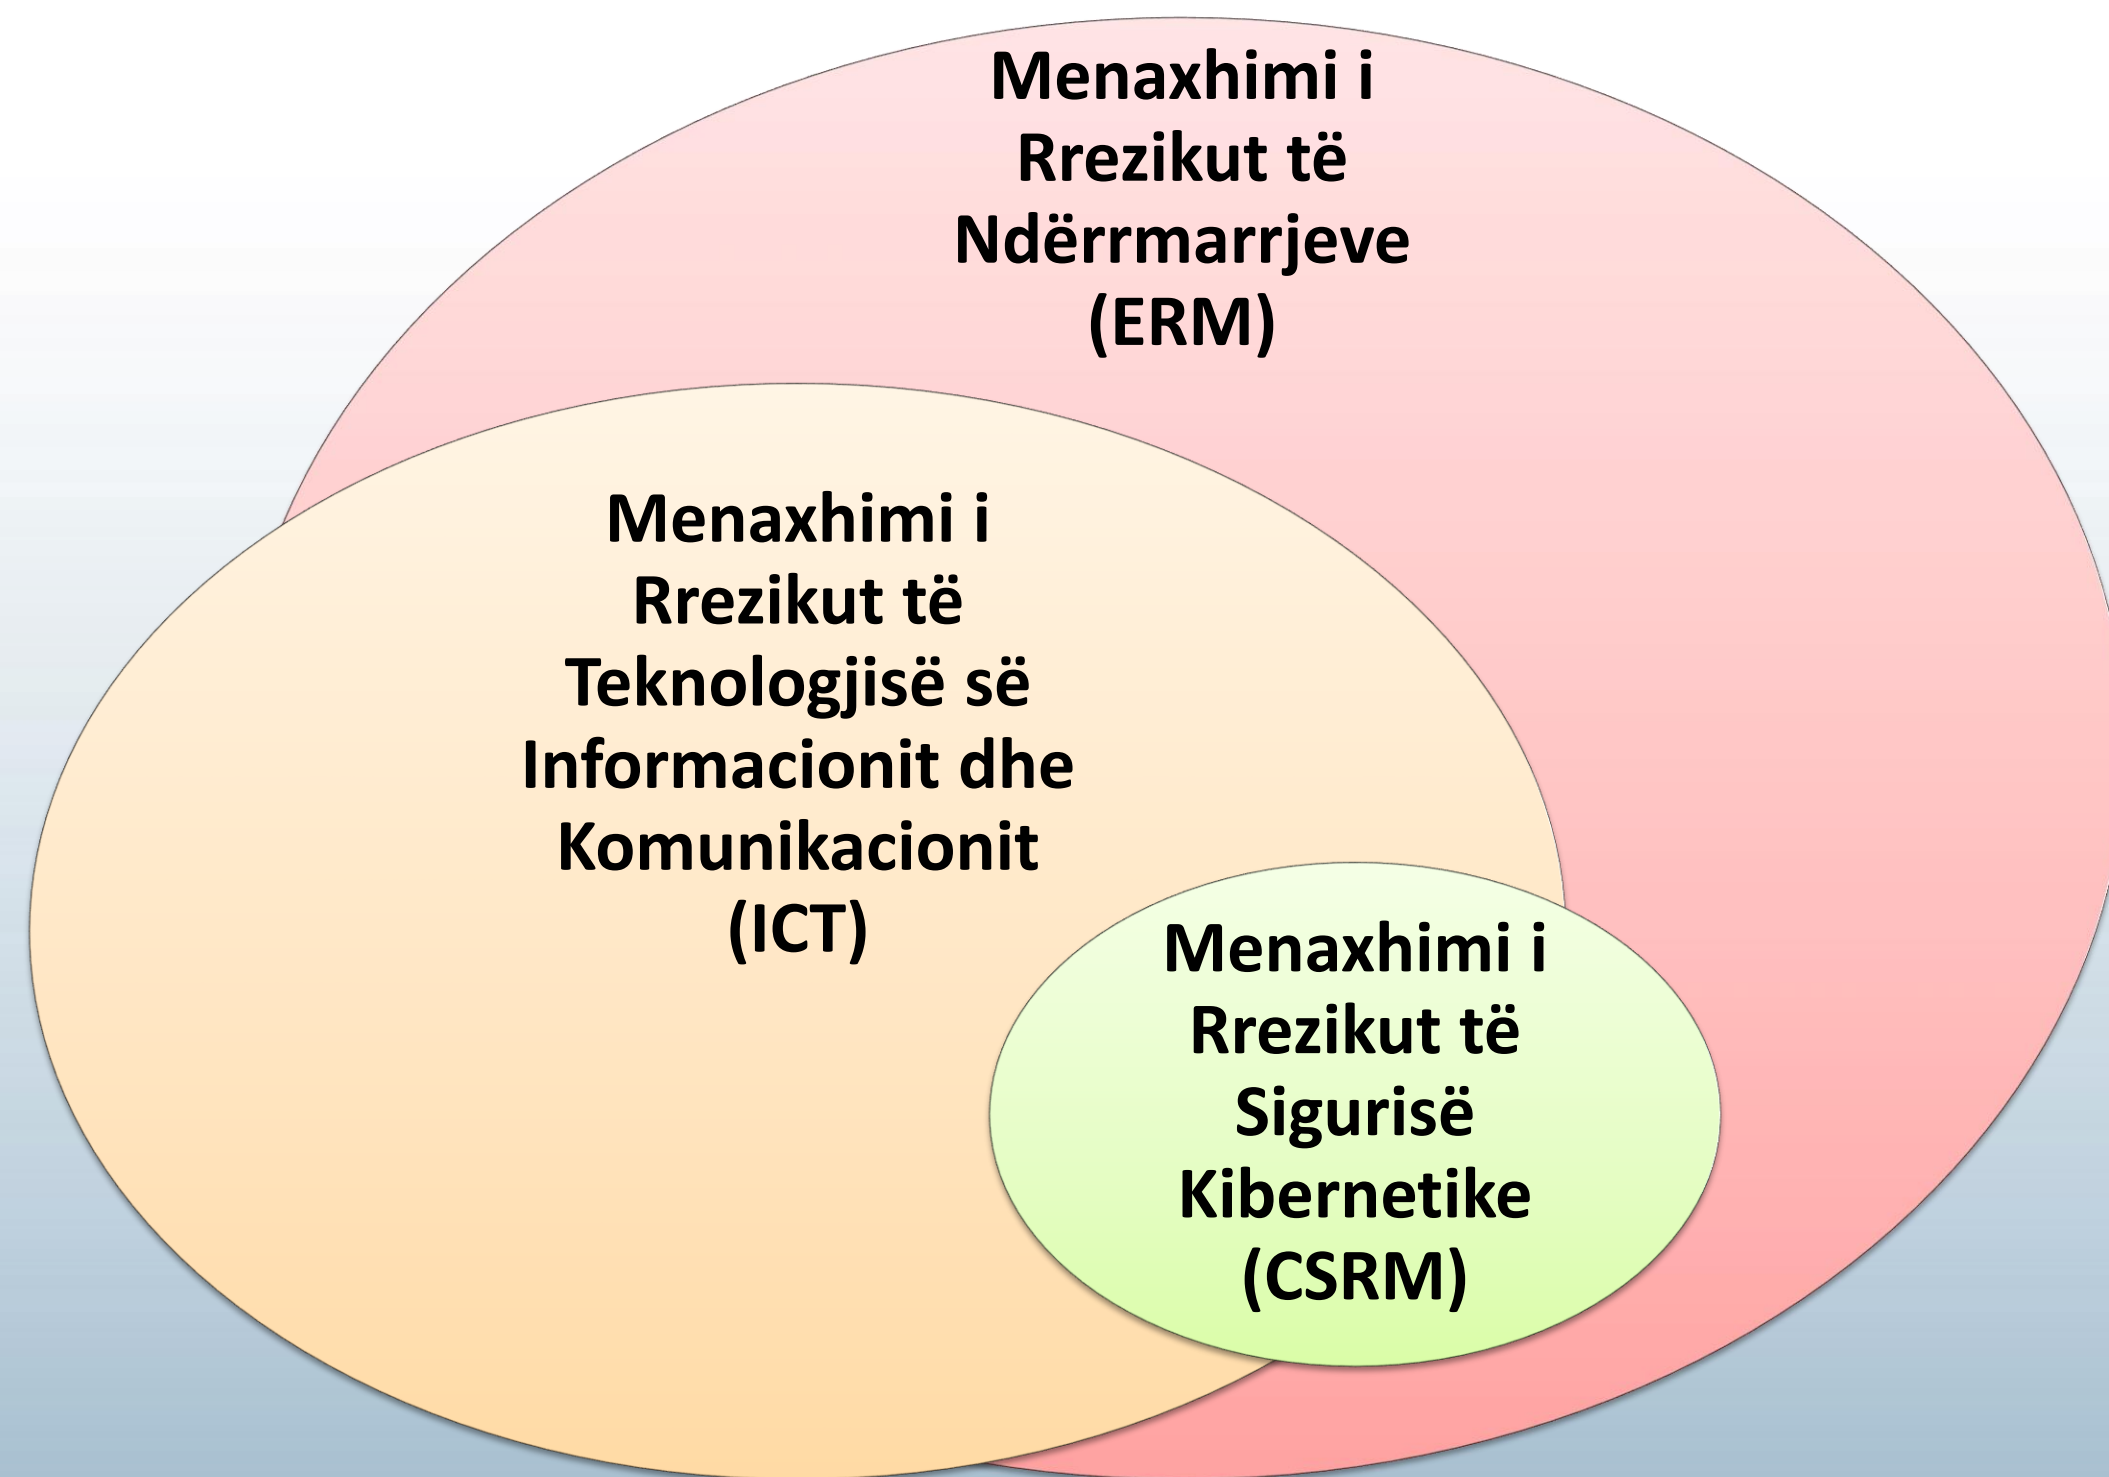 Menaxhimi i
Rrezikut të
Ndërrmarrjeve
(ERM)
Menaxhimi i
Rrezikut të
Teknologjisë së
Informacionit dhe
Komunikacionit
(ICT)
Menaxhimi i
Rrezikut të
Sigurisë
Kibernetike
(CSRM)